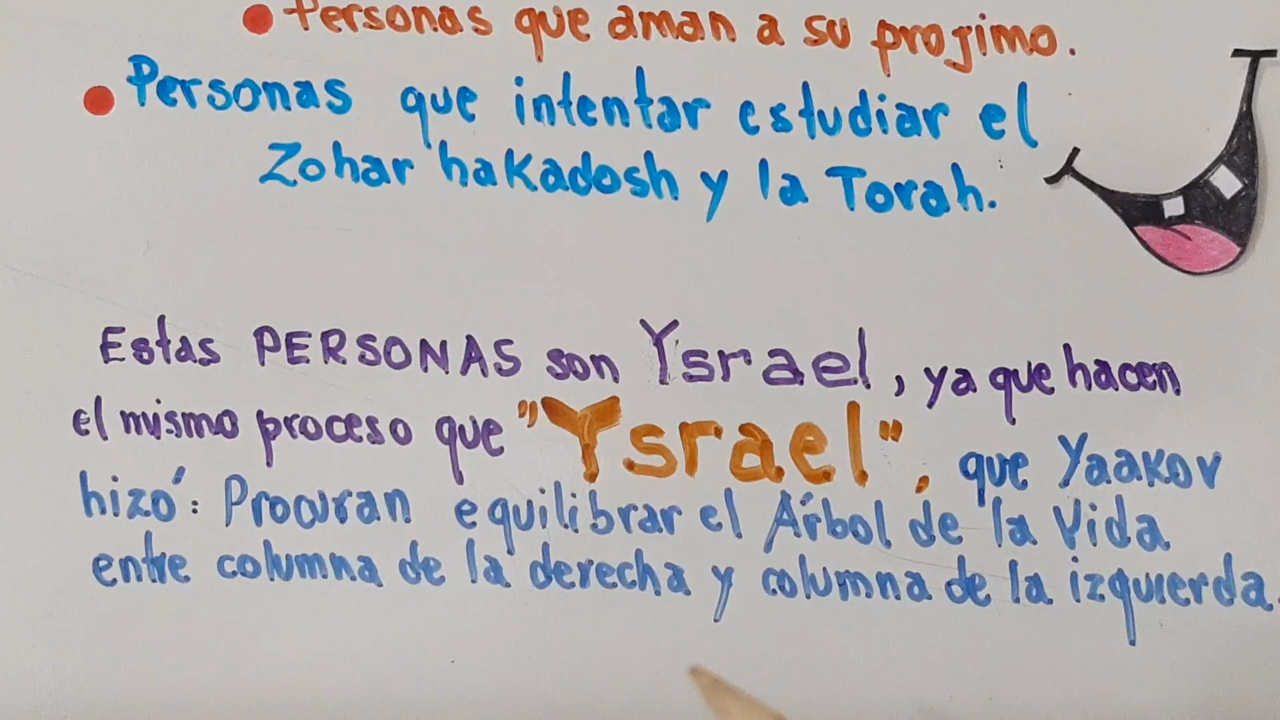 • Personas que aman a su projimo.
• Personas que intentar estudiar el
Zohar hakadosh y la Torah.
Estas PERSONAS son Ysrael, ya que hacen
el mismo proceso que "Ysrael", que Yaakov
hizó: Procuran equilibrar el Árbol de la Vida
entre columna de la derecha y columna de la izquierda.